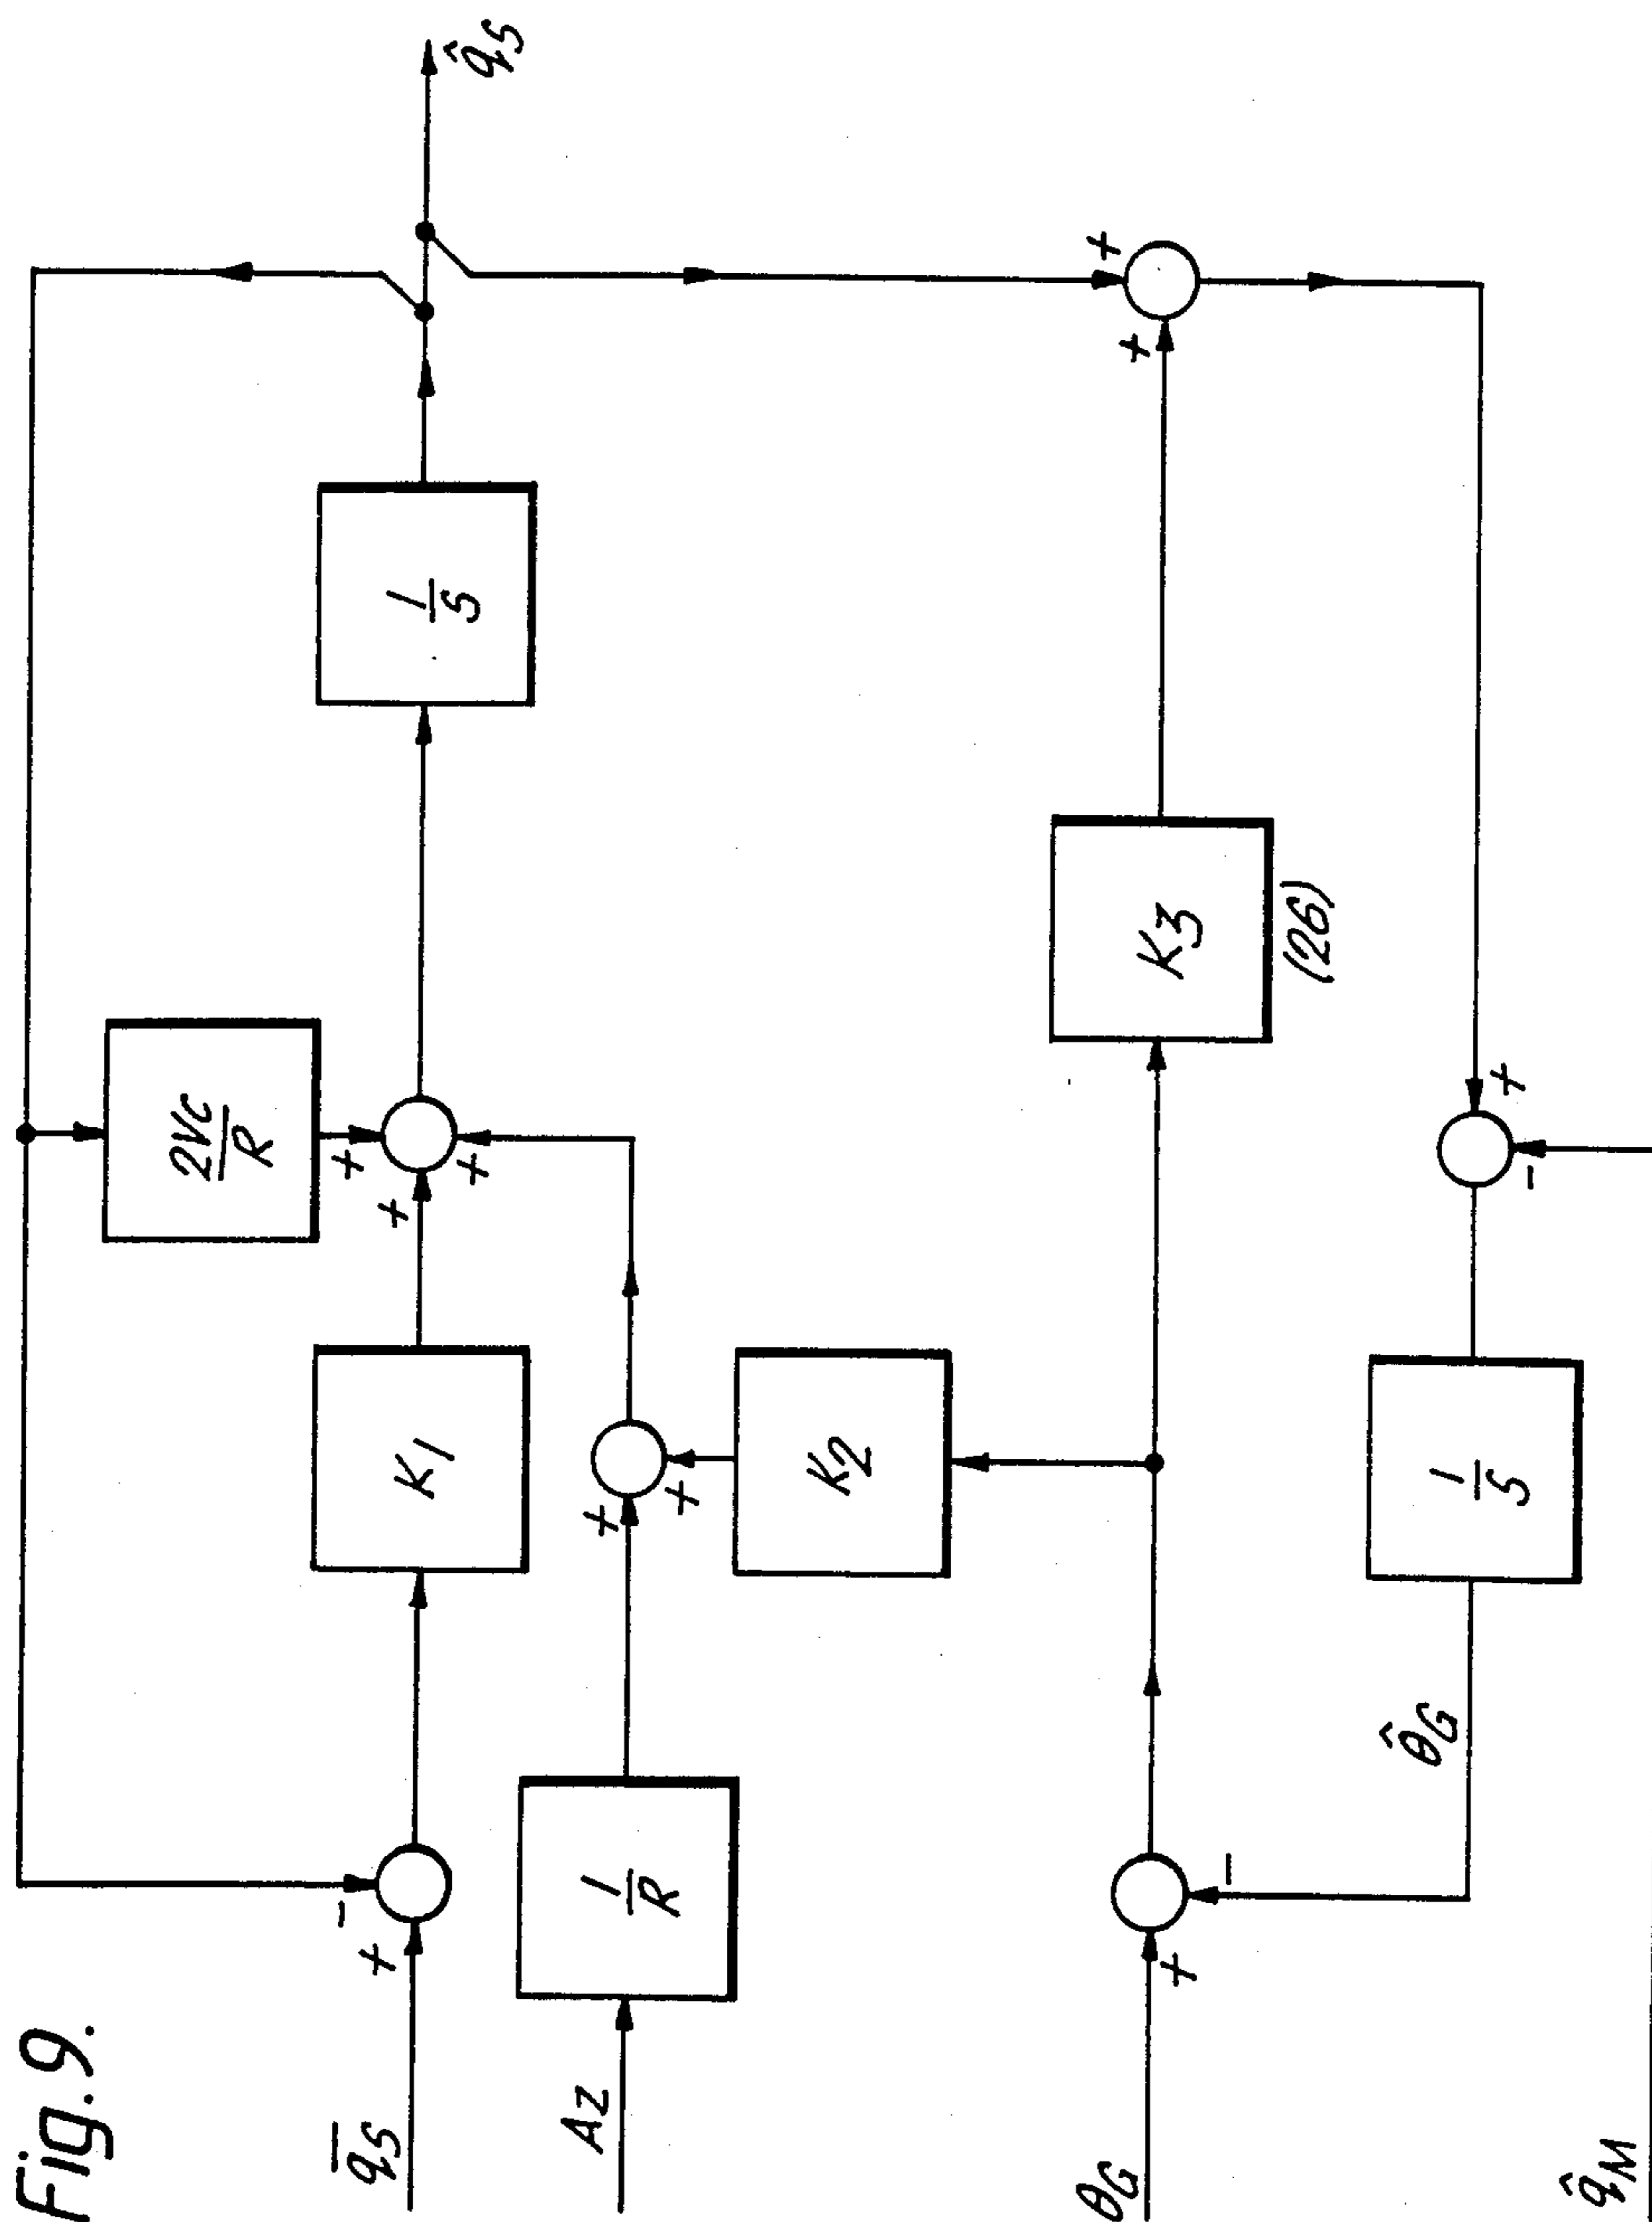 Fig. 9.
q̄S
+
-
K1
+
+
+
2Vc
R
1
S
q̂S
Az
1
R
+
+
K2
θG
+
-
K3
(26)
+
+
θ̂G
1
S
+
-
q̂M